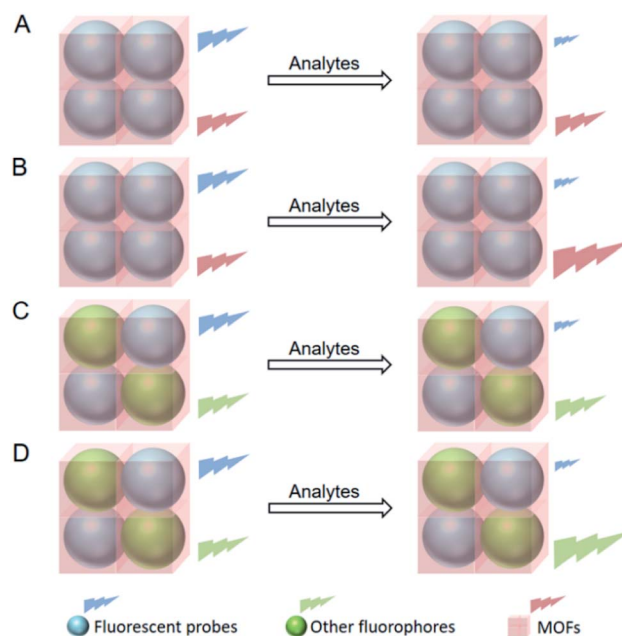 A
Analytes
B
Analytes
C
Analytes
D
Analytes
Fluorescent probes Other fluorophores MOFs